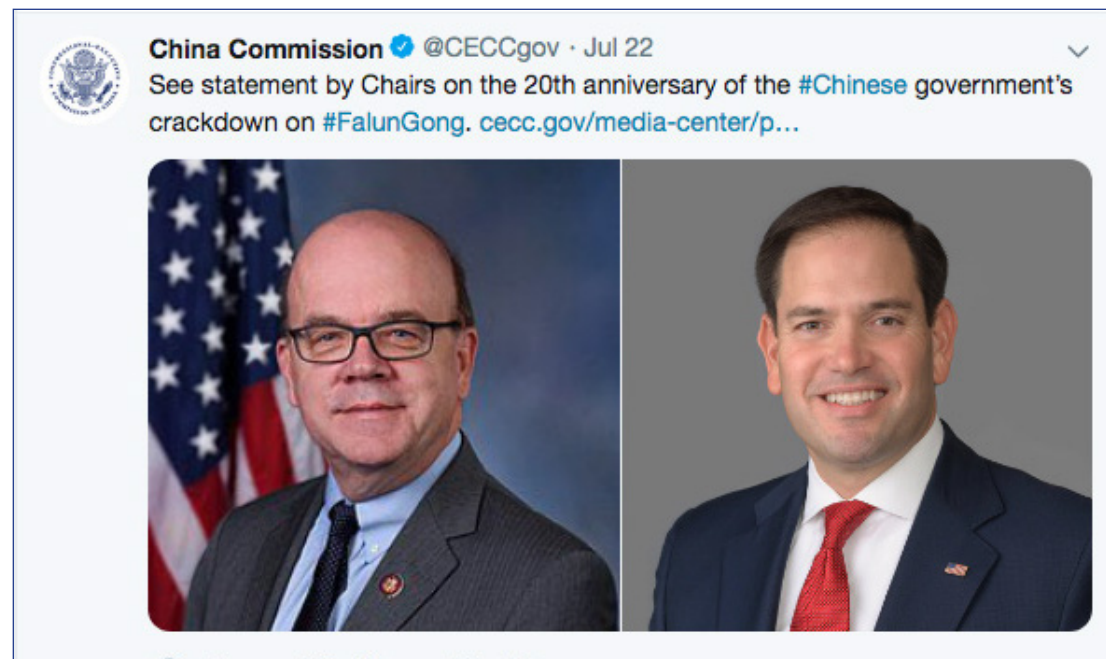 China Commission @CECCgov · Jul 22
See statement by Chairs on the 20th anniversary of the #Chinese government's
crackdown on #FalunGong. cecc.gov/media-center/p…